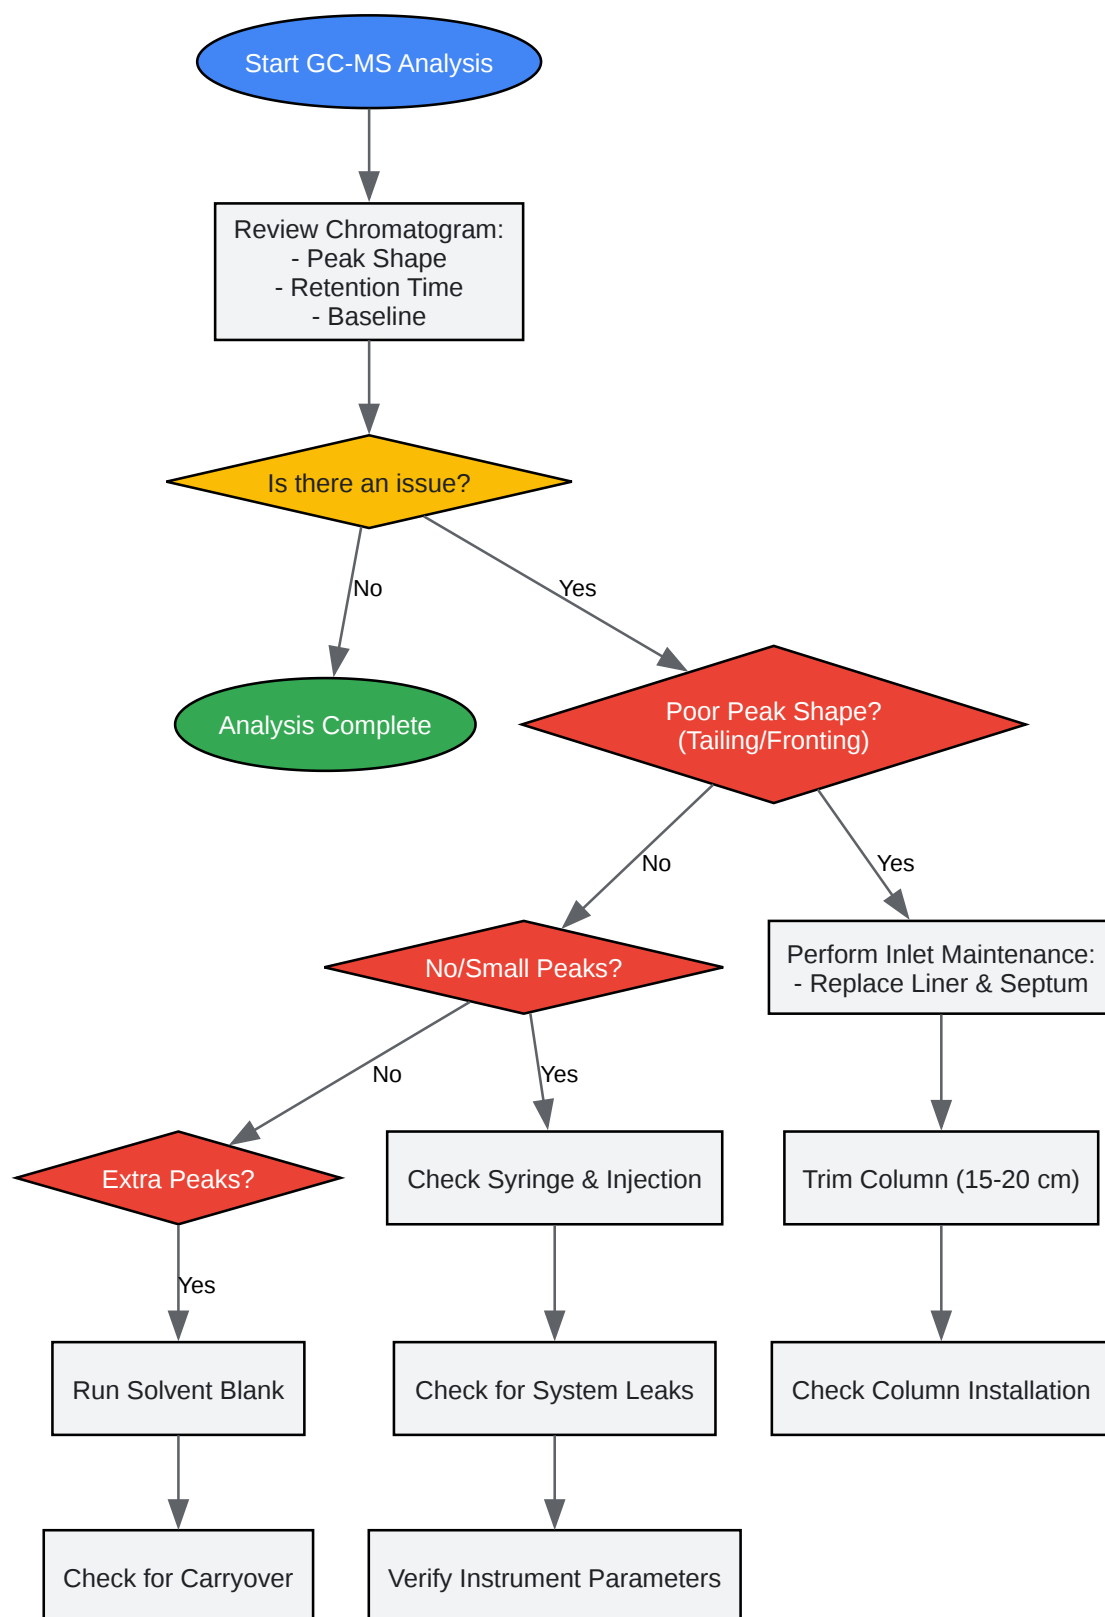 Start GC-MS Analysis
Review Chromatogram:
- Peak Shape
- Retention Time
- Baseline
Is there an issue?
No
Yes
Analysis Complete
Poor Peak Shape?
(Tailing/Fronting)
No
Yes
No/Small Peaks?
Perform Inlet Maintenance:
- Replace Liner & Septum
No
Yes
Extra Peaks?
Check Syringe & Injection
Trim Column (15-20 cm)
Yes
Run Solvent Blank
Check for System Leaks
Check Column Installation
Check for Carryover
Verify Instrument Parameters